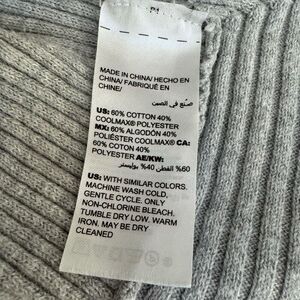 MADE IN CHINA/ HECHO EN
CHINA/ FABRIQUÉ EN
CHINE/
صنع في الصين
US: 60% COTTON 40%
COOLMAX® POLYESTER
MX: 60% ALGODÓN 40%
POLIÉSTER COOLMAX® CA:
60% COTON 40%
POLYESTER AE/KW:
60% القطن 40% بوليستر
US: WITH SIMILAR COLORS.
MACHINE WASH COLD,
GENTLE CYCLE. ONLY
NON-CHLORINE BLEACH.
TUMBLE DRY LOW. WARM
IRON. MAY BE DRY
CLEANED